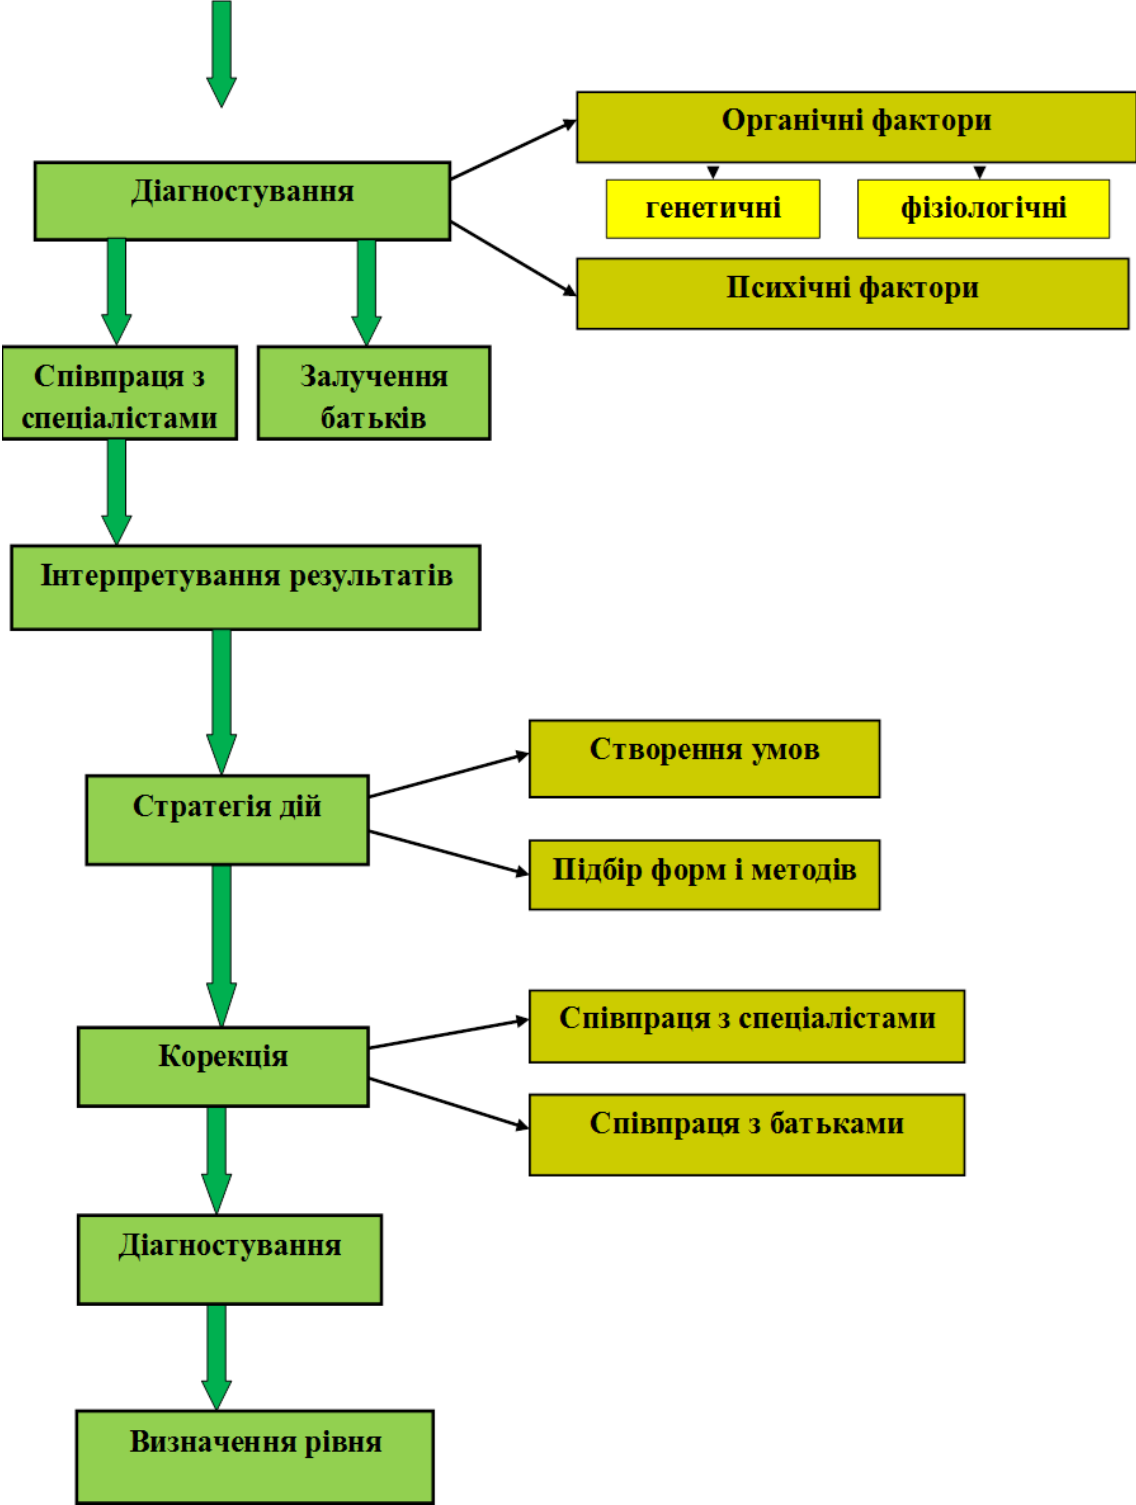 Органічні фактори
Діагностування
генетичні
фізіологічні
Психічні фактори
Співпраця з
спеціалістами
Залучення
батьків
Інтерпретування результатів
Створення умов
Стратегія дій
Підбір форм і методів
Співпраця з спеціалістами
Корекція
Співпраця з батьками
Діагностування
Визначення рівня